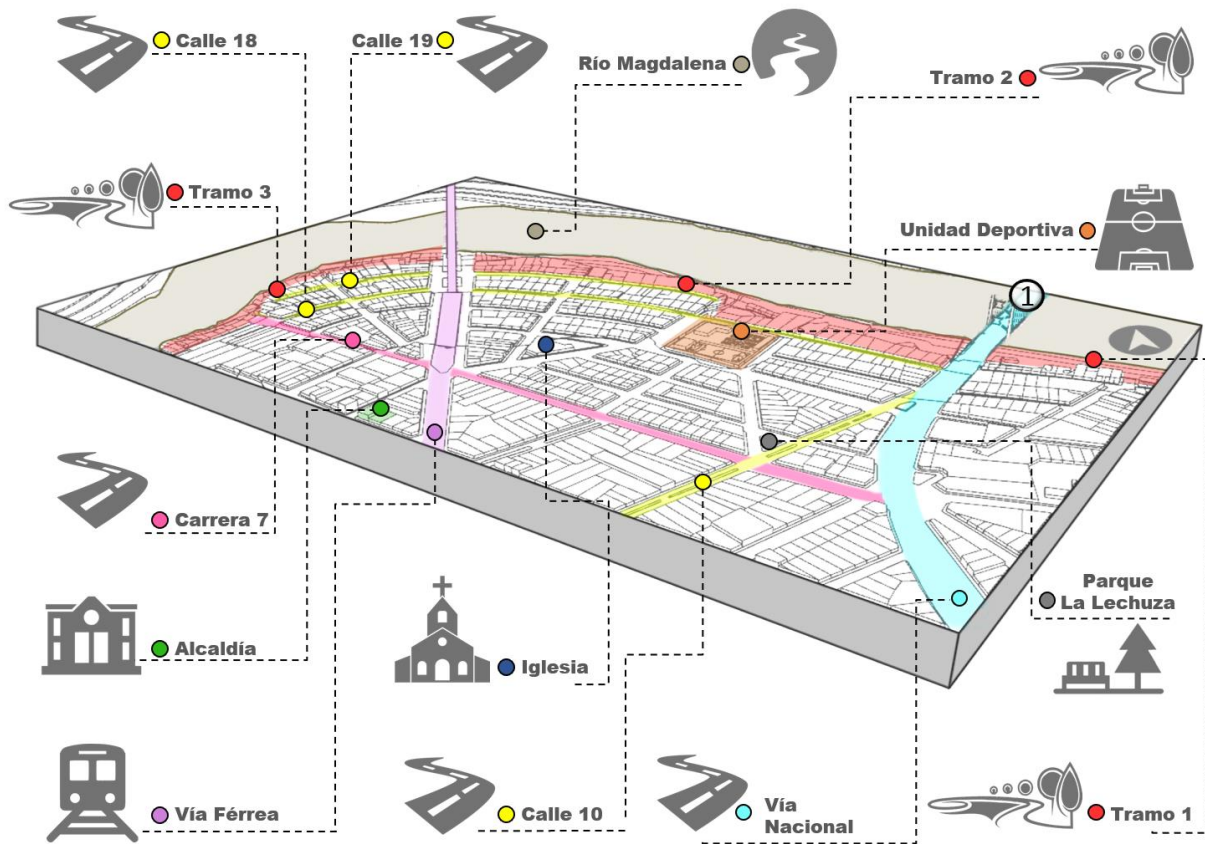 Calle 18
Calle 19
Río Magdalena
Tramo 2
Tramo 3
Unidad Deportiva
1
Carrera 7
Parque
La Lechuza
Alcaldía
Iglesia
Vía Férrea
Calle 10
Vía
Nacional
Tramo 1